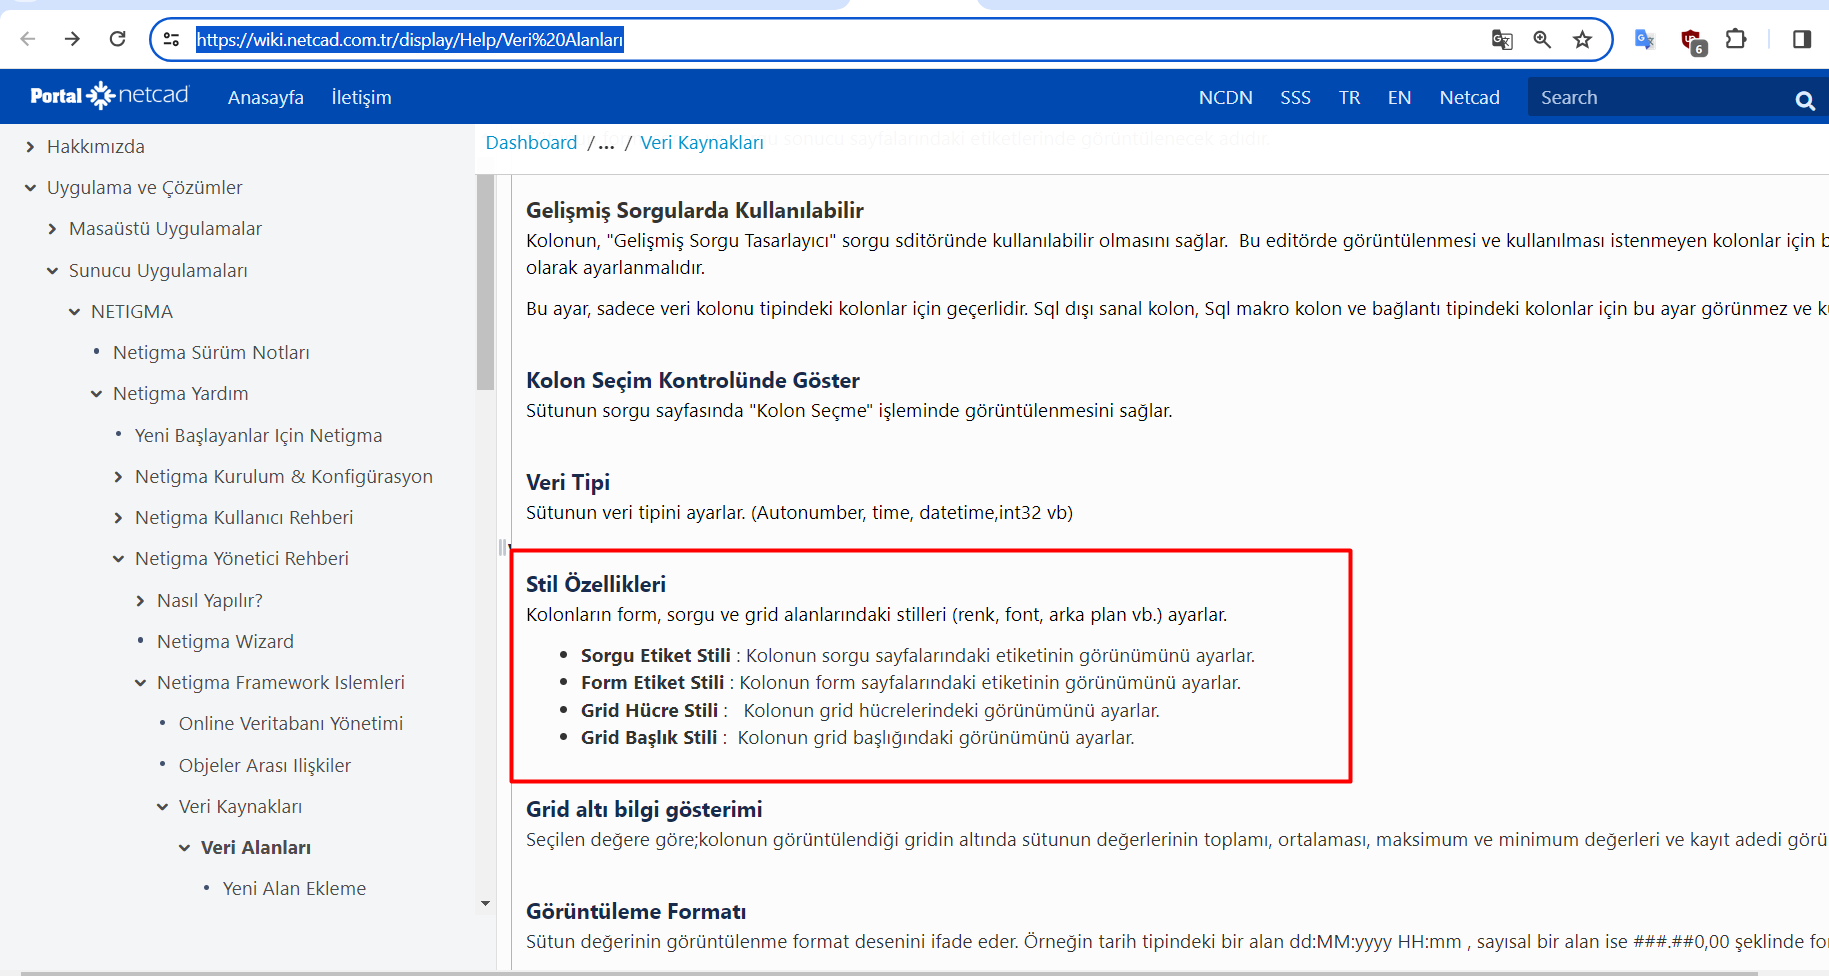 https://wiki.netcad.com.tr/display/Help/Veri%20Alanları
6
Portal netcad
Anasayfa
İletişim
NCDN
SSS
TR
EN
Netcad
Search
Hakkımızda
Uygulama ve Çözümler
Masaüstü Uygulamalar
Sunucu Uygulamaları
NETIGMA
Netigma Sürüm Notları
Netigma Yardım
Yeni Başlayanlar Için Netigma
Netigma Kurulum & Konfigürasyon
Netigma Kullanıcı Rehberi
Netigma Yönetici Rehberi
Nasıl Yapılır?
Netigma Wizard
Netigma Framework Islemleri
Online Veritabanı Yönetimi
Objeler Arası Ilişkiler
Veri Kaynakları
Veri Alanları
Yeni Alan Ekleme
Dashboard / ... / Veri Kaynakları
sonucu sayfalarındaki etiketlerinde görüntülenecek adıdır.
Gelişmiş Sorgularda Kullanılabilir
Kolonun, "Gelişmiş Sorgu Tasarlayıcı" sorgu sditöründe kullanılabilir olmasını sağlar. Bu editörde görüntülenmesi ve kullanılması istenmeyen kolonlar için b
olarak ayarlanmalıdır.
Bu ayar, sadece veri kolonu tipindeki kolonlar için geçerlidir. Sql dışı sanal kolon, Sql makro kolon ve bağlantı tipindeki kolonlar için bu ayar görünmez ve ku
Kolon Seçim Kontrolünde Göster
Sütunun sorgu sayfasında "Kolon Seçme" işleminde görüntülenmesini sağlar.
Veri Tipi
Sütunun veri tipini ayarlar. (Autonumber, time, datetime,int32 vb)
Stil Özellikleri
Kolonların form, sorgu ve grid alanlarındaki stilleri (renk, font, arka plan vb.) ayarlar.
Sorgu Etiket Stili : Kolonun sorgu sayfalarındaki etiketinin görünümünü ayarlar.
Form Etiket Stili : Kolonun form sayfalarındaki etiketinin görünümünü ayarlar.
Grid Hücre Stili : Kolonun grid hücrelerindeki görünümünü ayarlar.
Grid Başlık Stili : Kolonun grid başlığındaki görünümünü ayarlar.
Grid altı bilgi gösterimi
Seçilen değere göre;kolonun görüntülendiği gridin altında sütunun değerlerinin toplamı, ortalaması, maksimum ve minimum değerleri ve kayıt adedi görü
Görüntüleme Formatı
Sütun değerinin görüntülenme format desenini ifade eder. Örneğin tarih tipindeki bir alan dd:MM:yyyy HH:mm , sayısal bir alan ise ###.##0,00 şeklinde for